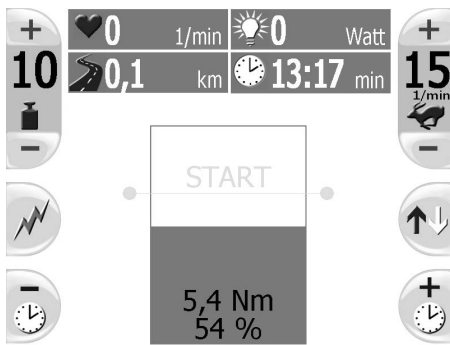 + 0 1/min 0 Watt +
10 0,1 km 13:17 min 15
1/min
− −
START
− +
5,4 Nm
54 %